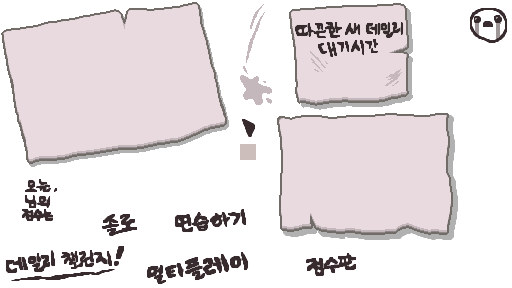 따끈한 새 데일리
대기시간
오늘,
님의
점수는
솔로
연습하기
데일리 챌린지!
멀티플레이
점수판